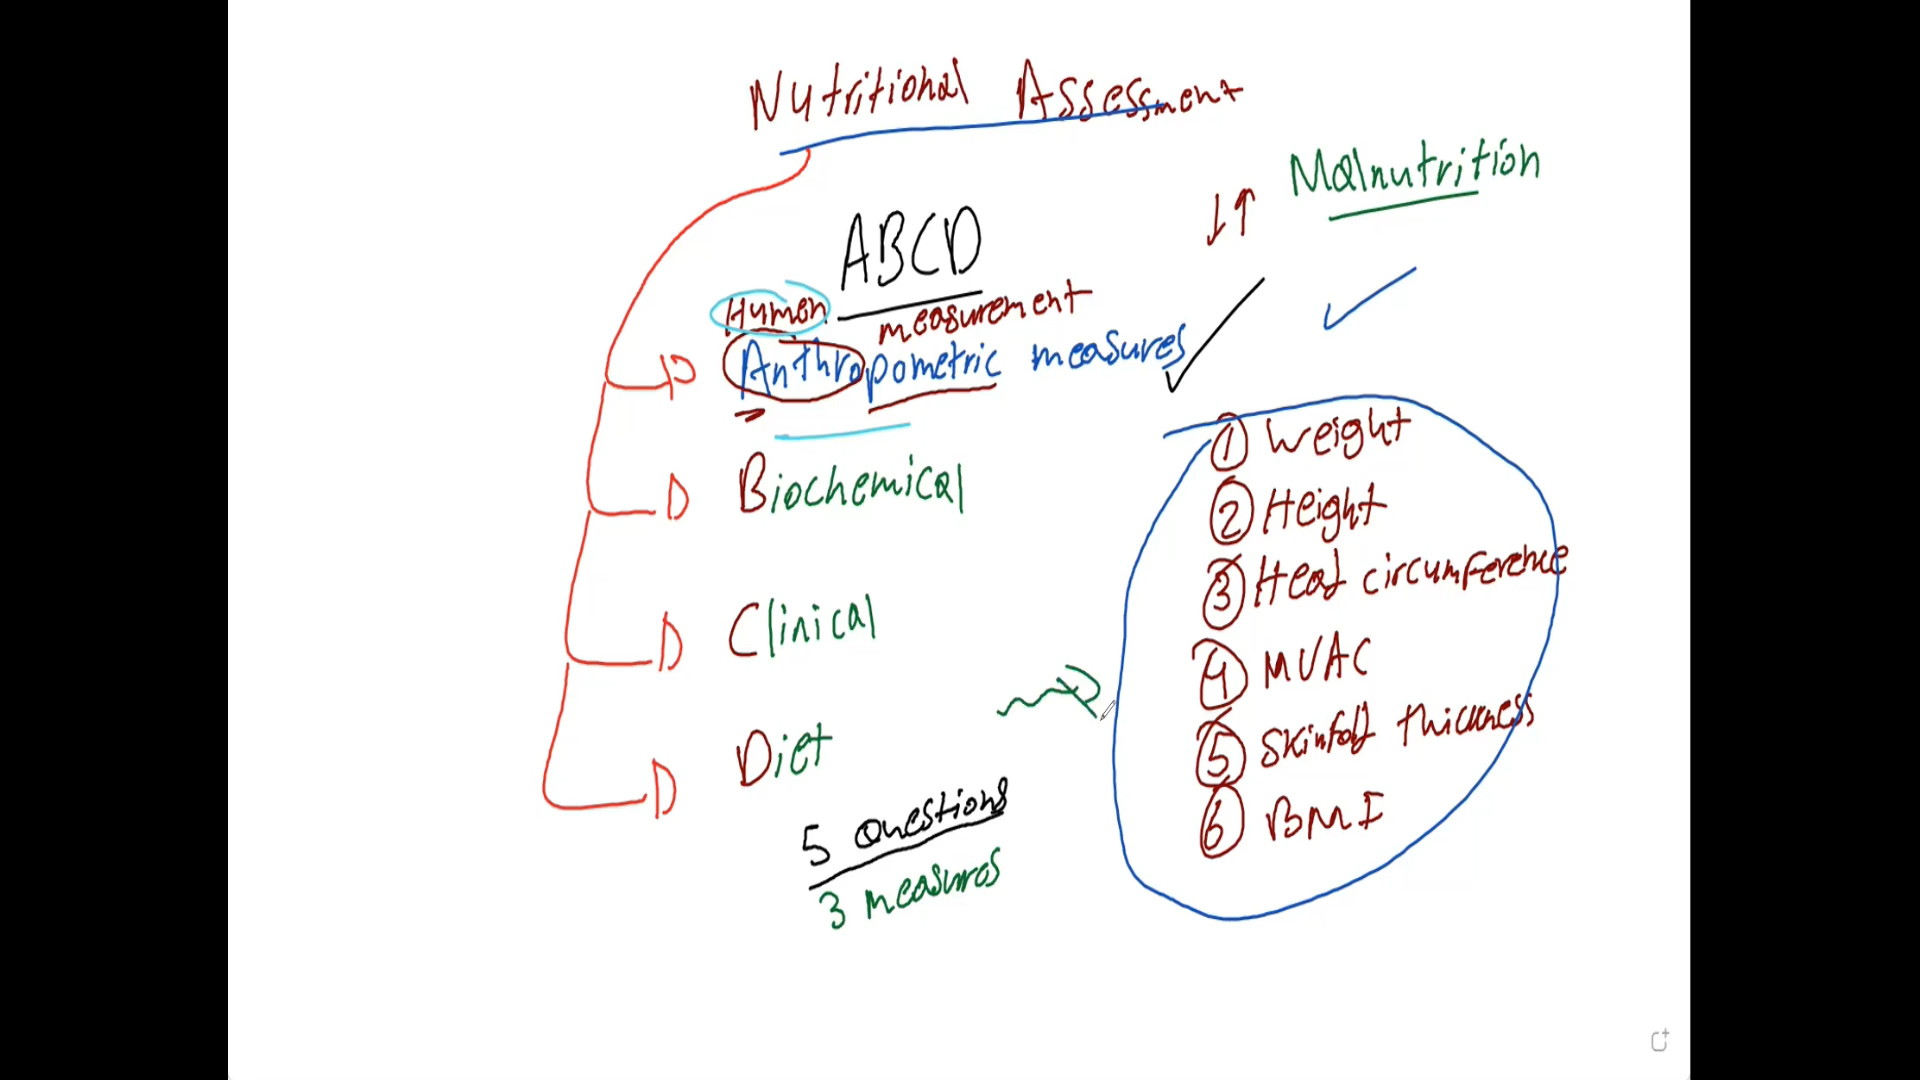 Nutritional Assessment
Malnutrition
↓↑
ABCD
Humen
measurement
Anthropometric measures
Biochemical
Clinical
Diet
5 questions
3 measures
① Weight
② Height
③ Head circumference
④ MUAC
⑤ Skinfold thickness
⑥ BMI